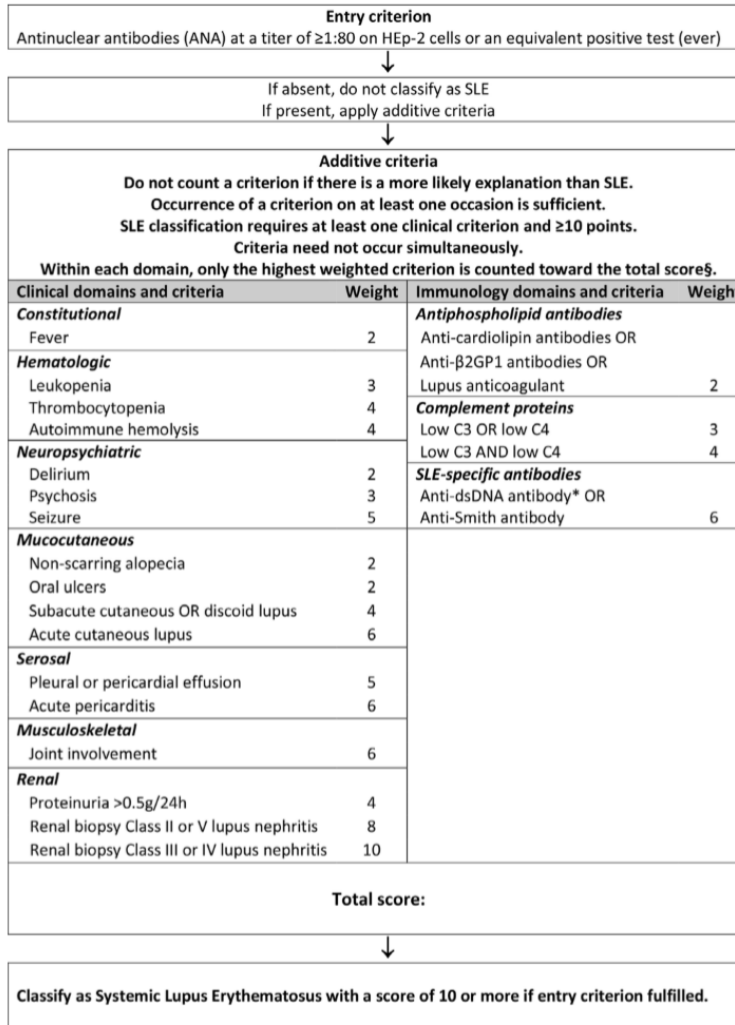 Entry criterion
Antinuclear antibodies (ANA) at a titer of ≥1:80 on HEp-2 cells or an equivalent positive test (ever)
↓
If absent, do not classify as SLE
If present, apply additive criteria
↓
Additive criteria
Do not count a criterion if there is a more likely explanation than SLE.
Occurrence of a criterion on at least one occasion is sufficient.
SLE classification requires at least one clinical criterion and ≥10 points.
Criteria need not occur simultaneously.
Within each domain, only the highest weighted criterion is counted toward the total score§.
Clinical domains and criteria Weight
Constitutional
Fever 2
Hematologic
Leukopenia 3
Thrombocytopenia 4
Autoimmune hemolysis 4
Neuropsychiatric
Delirium 2
Psychosis 3
Seizure 5
Mucocutaneous
Non-scarring alopecia 2
Oral ulcers 2
Subacute cutaneous OR discoid lupus 4
Acute cutaneous lupus 6
Serosal
Pleural or pericardial effusion 5
Acute pericarditis 6
Musculoskeletal
Joint involvement 6
Renal
Proteinuria >0.5g/24h 4
Renal biopsy Class II or V lupus nephritis 8
Renal biopsy Class III or IV lupus nephritis 10
Immunology domains and criteria Weigh
Antiphospholipid antibodies
Anti-cardiolipin antibodies OR
Anti-β2GP1 antibodies OR
Lupus anticoagulant 2
Complement proteins
Low C3 OR low C4 3
Low C3 AND low C4 4
SLE-specific antibodies
Anti-dsDNA antibody* OR
Anti-Smith antibody 6
Total score:
↓
Classify as Systemic Lupus Erythematosus with a score of 10 or more if entry criterion fulfilled.